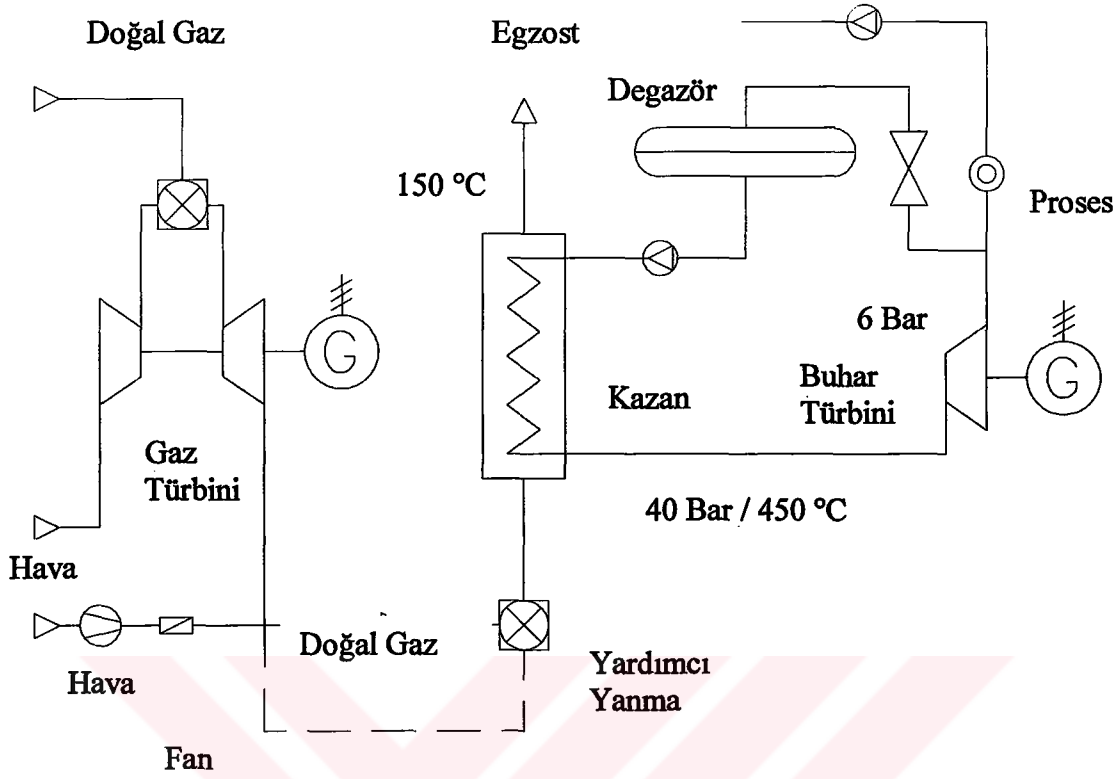 Doğal Gaz
Egzost
Degazör
150 °C
Proses
G
6 Bar
Buhar
Türbini
G
Kazan
Gaz
Türbini
40 Bar / 450 °C
Hava
Doğal Gaz
Yardımcı
Yanma
Hava
Fan